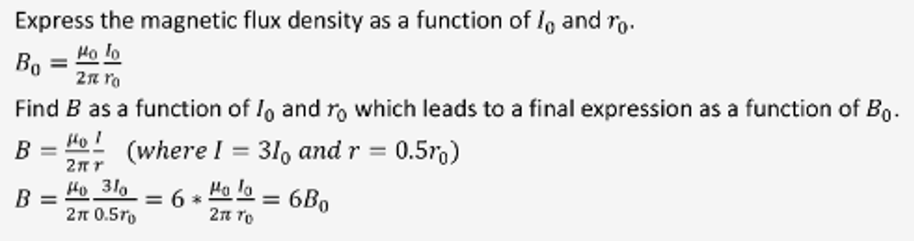 Express the magnetic flux density as a function of I₀ and r₀.
B₀ = μ₀/2π I₀/r₀
Find B as a function of I₀ and r₀ which leads to a final expression as a function of B₀.
B = μ₀/2π I/r (where I = 3I₀ and r = 0.5r₀)
B = μ₀/2π 3I₀/0.5r₀ = 6 * μ₀/2π I₀/r₀ = 6B₀